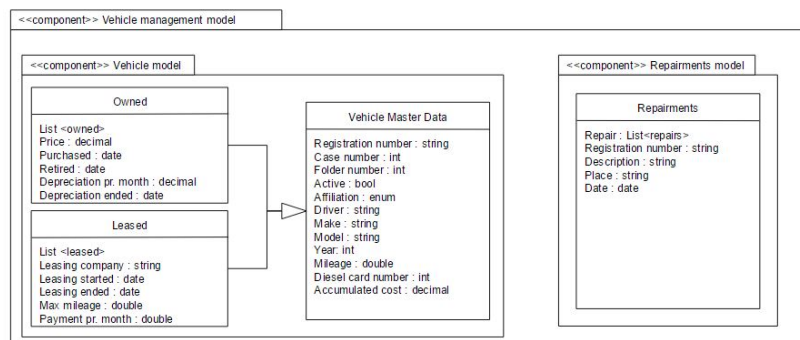 <<component>> Vehicle management model
<<component>> Vehicle model
Owned
List <owned>
Price : decimal
Purchased : date
Retired : date
Depreciation pr. month : decimal
Depreciation ended : date
Leased
List <leased>
Leasing company : string
Leasing started : date
Leasing ended : date
Max mileage : double
Payment pr. month : double
Vehicle Master Data
Registration number : string
Case number : int
Folder number : int
Active : bool
Affiliation : enum
Driver : string
Make : string
Model : string
Year: int
Mileage : double
Diesel card number : int
Accumulated cost : decimal
<<component>> Repairments model
Repairments
Repair : List<repairs>
Registration number : string
Description : string
Place : string
Date : date